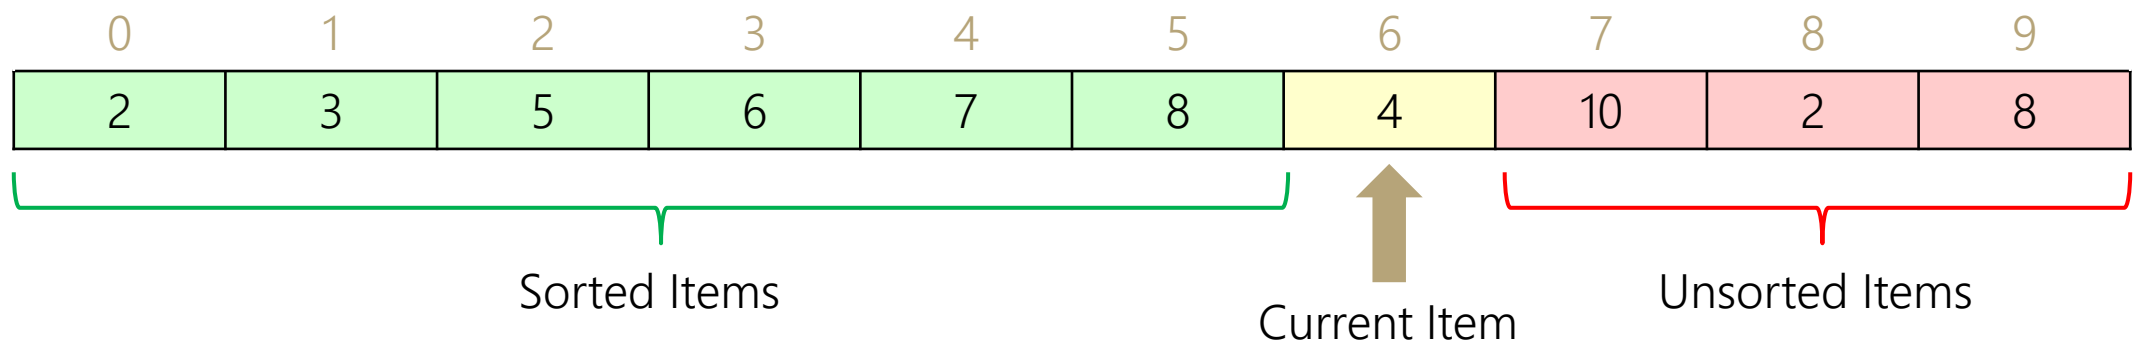 0 1 2 3 4 5 6 7 8 9
2 3 5 6 7 8 4 10 2 8
Sorted Items
Current Item
Unsorted Items